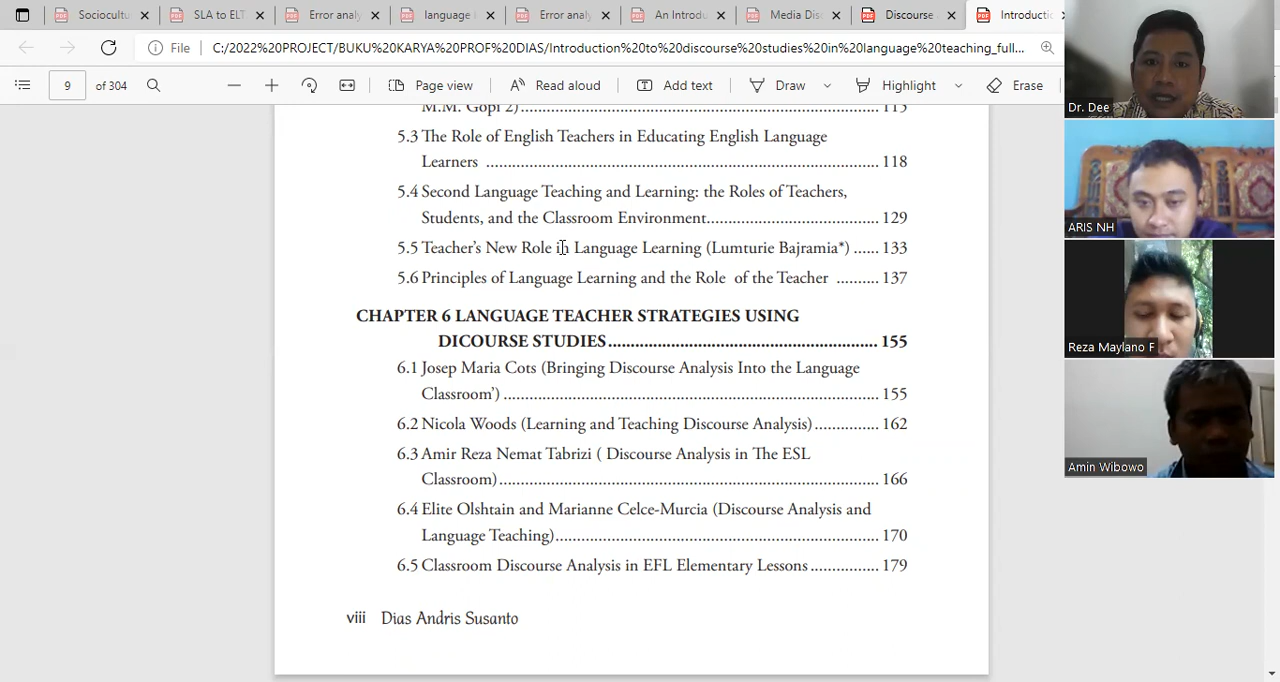 Sociocultu
SLA to ELT
Error analy
language l
Error analy
An Introdu
Media Dis
Discourse
Introductio
File
C:/2022%20PROJECT/BUKU%20KARYA%20PROF%20DIAS/Introduction%20to%20discourse%20studies%20in%20language%20teaching_full...
9 of 304
Page view
Read aloud
Add text
Draw
Highlight
Erase
M.M. Gopi 2) 115
5.3 The Role of English Teachers in Educating English Language
Learners 118
5.4 Second Language Teaching and Learning: the Roles of Teachers,
Students, and the Classroom Environment 129
5.5 Teacher's New Role in Language Learning (Lumturie Bajramia*) 133
5.6 Principles of Language Learning and the Role of the Teacher 137
CHAPTER 6 LANGUAGE TEACHER STRATEGIES USING
DICOURSE STUDIES 155
6.1 Josep Maria Cots (Bringing Discourse Analysis Into the Language
Classroom') 155
6.2 Nicola Woods (Learning and Teaching Discourse Analysis) 162
6.3 Amir Reza Nemat Tabrizi ( Discourse Analysis in The ESL
Classroom) 166
6.4 Elite Olshtain and Marianne Celce-Murcia (Discourse Analysis and
Language Teaching) 170
6.5 Classroom Discourse Analysis in EFL Elementary Lessons 179
viii Dias Andris Susanto
Dr. Dee
ARIS NH
Reza Maylano F
Amin Wibowo